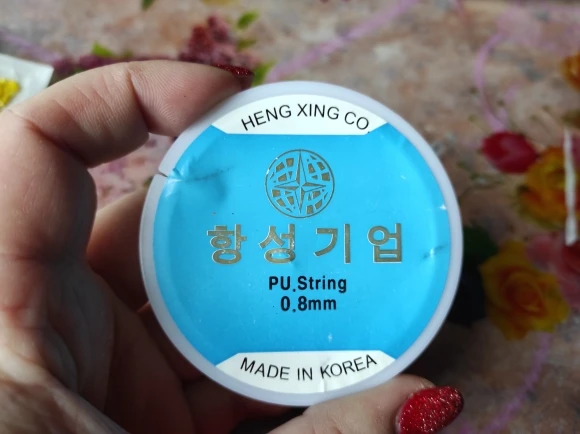 HENG XING CO
항성기업
PU.String
0.8mm
MADE IN KOREA